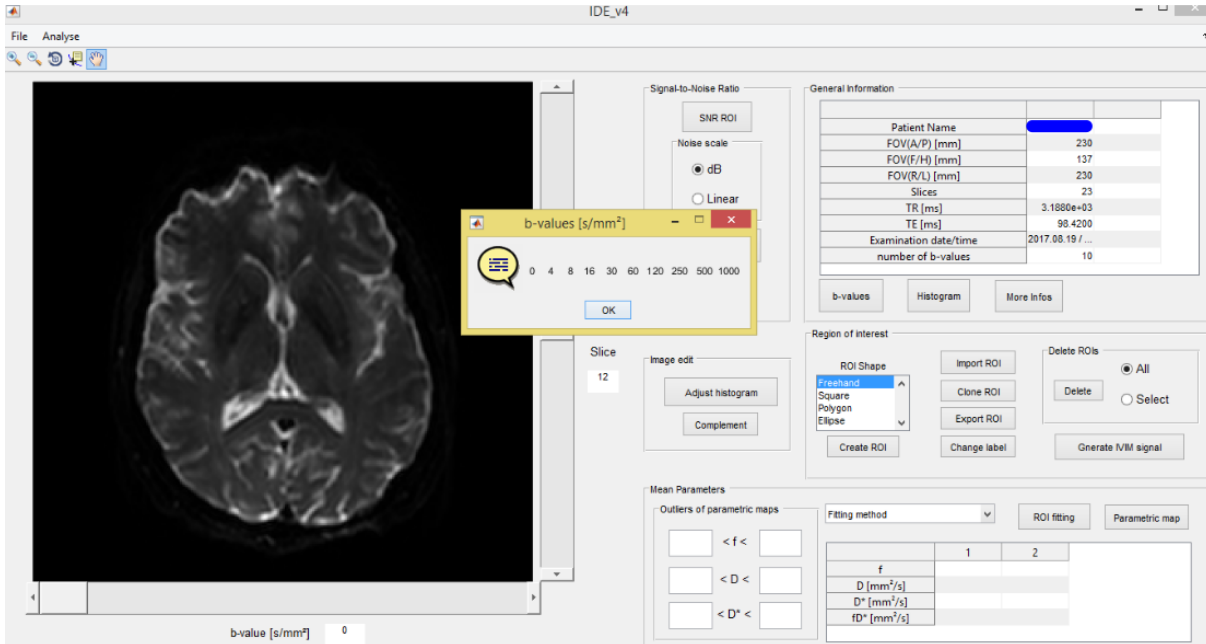 IDE_v4
File Analyse
Signal-to-Noise Ratio
SNR ROI
Noise scale
dB
Linear
General Information
Patient Name
FOV(A/P) [mm] 230
FOV(F/H) [mm] 137
FOV(R/L) [mm] 230
Slices 23
TR [ms] 3.1880e+03
TE [ms] 98.4200
Examination date/time 2017.08.19 / ...
number of b-values 10
b-values Histogram More Infos
b-values [s/mm²]
0 4 8 16 30 60 120 250 500 1000
OK
Slice
12
Image edit
Adjust histogram
Complement
Region of interest
ROI Shape
Freehand
Square
Polygon
Ellipse
Create ROI
Import ROI
Clone ROI
Export ROI
Change label
Delete ROIs
All
Delete
Select
Gnerate IVIM signal
Mean Parameters
Outliers of parametric maps
< f <
< D <
< D* <
Fitting method
ROI fitting
Parametric map
1 2
f
D [mm²/s]
D* [mm²/s]
fD* [mm²/s]
b-value [s/mm²] 0